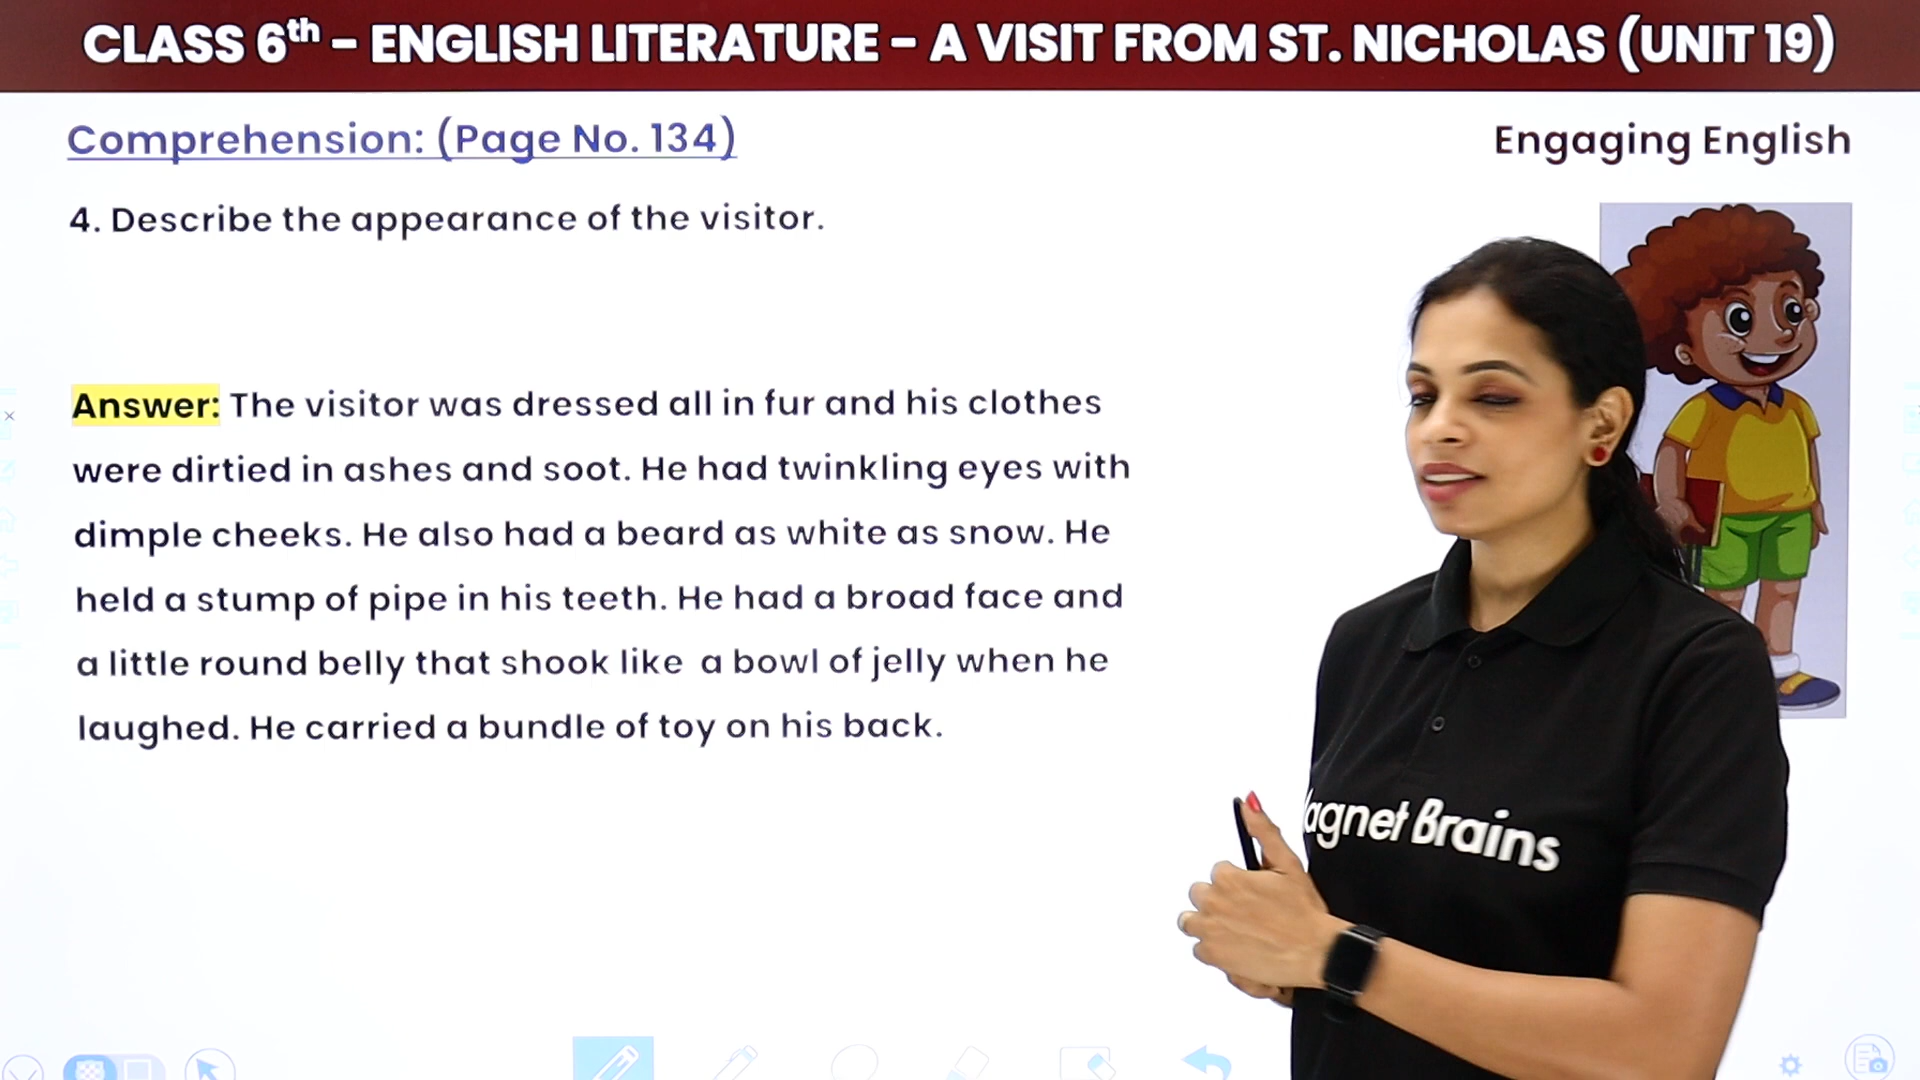 CLASS 6th – ENGLISH LITERATURE – A VISIT FROM ST. NICHOLAS (UNIT 19)
Comprehension: (Page No. 134)
Engaging English
4. Describe the appearance of the visitor.
Answer: The visitor was dressed all in fur and his clothes
were dirtied in ashes and soot. He had twinkling eyes with
dimple cheeks. He also had a beard as white as snow. He
held a stump of pipe in his teeth. He had a broad face and
a little round belly that shook like a bowl of jelly when he
laughed. He carried a bundle of toy on his back.
agnet Brains